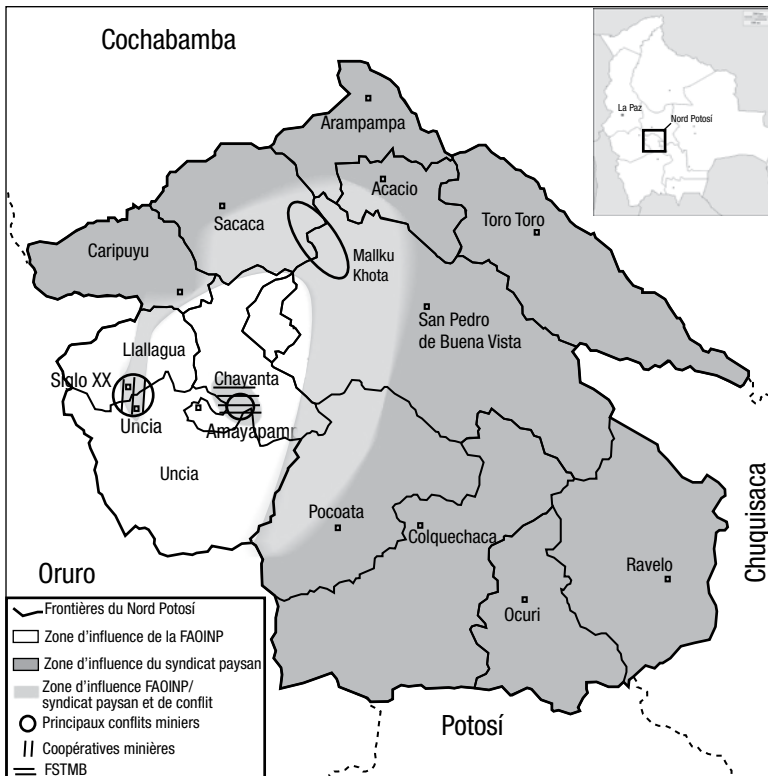 Cochabamba
La Paz
Nord Potosí
Arampampa
Acacio
Toro Toro
Sacaca
Caripuyu
Mallku
Khota
San Pedro
de Buena Vista
Llallagua
Siglo XX
Chayanta
Uncia
Amayapamr
Uncia
Pocoata
Colquechaca
Ravelo
Ocuri
Chuquisaca
Oruro
Potosí
Frontières du Nord Potosí
Zone d'influence de la FAOINP
Zone d'influence du syndicat paysan
Zone d'influence FAOINP/
syndicat paysan et de conflit
Principaux conflits miniers
Coopératives minières
FSTMB